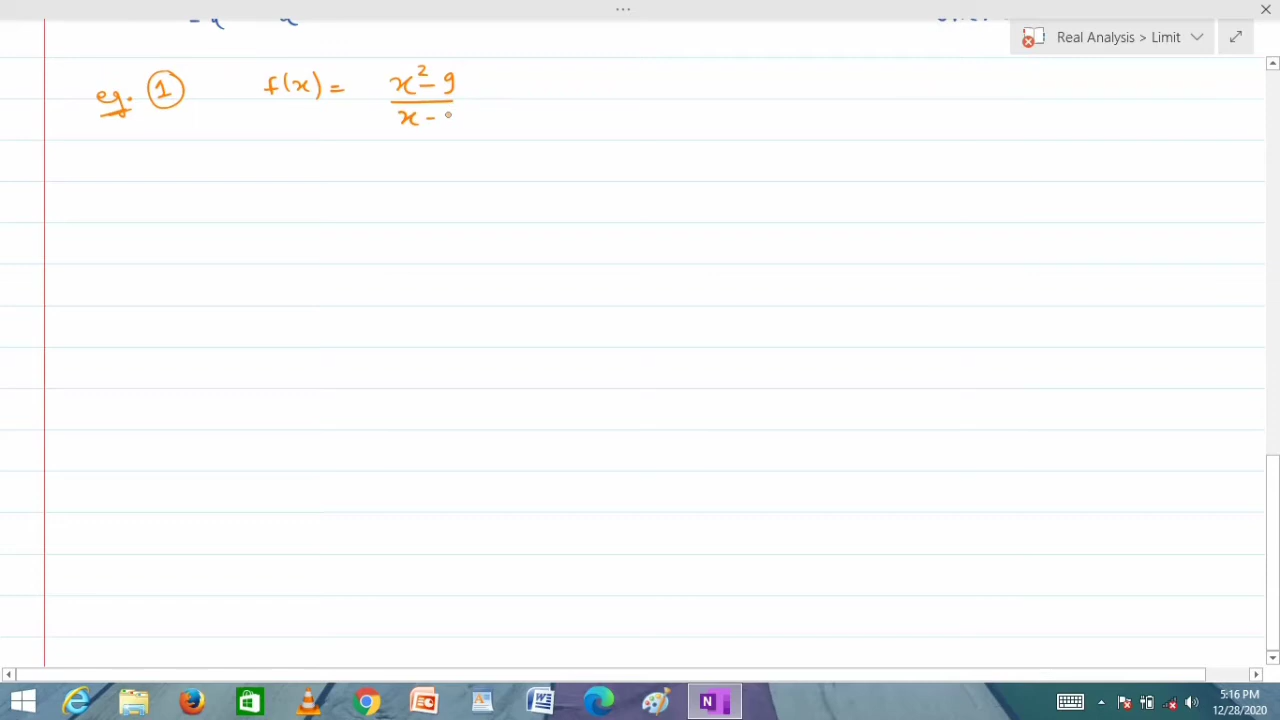 Real Analysis > Limit
eg. 1 f(x) = x² - 9
x -
5:16 PM
12/28/2020